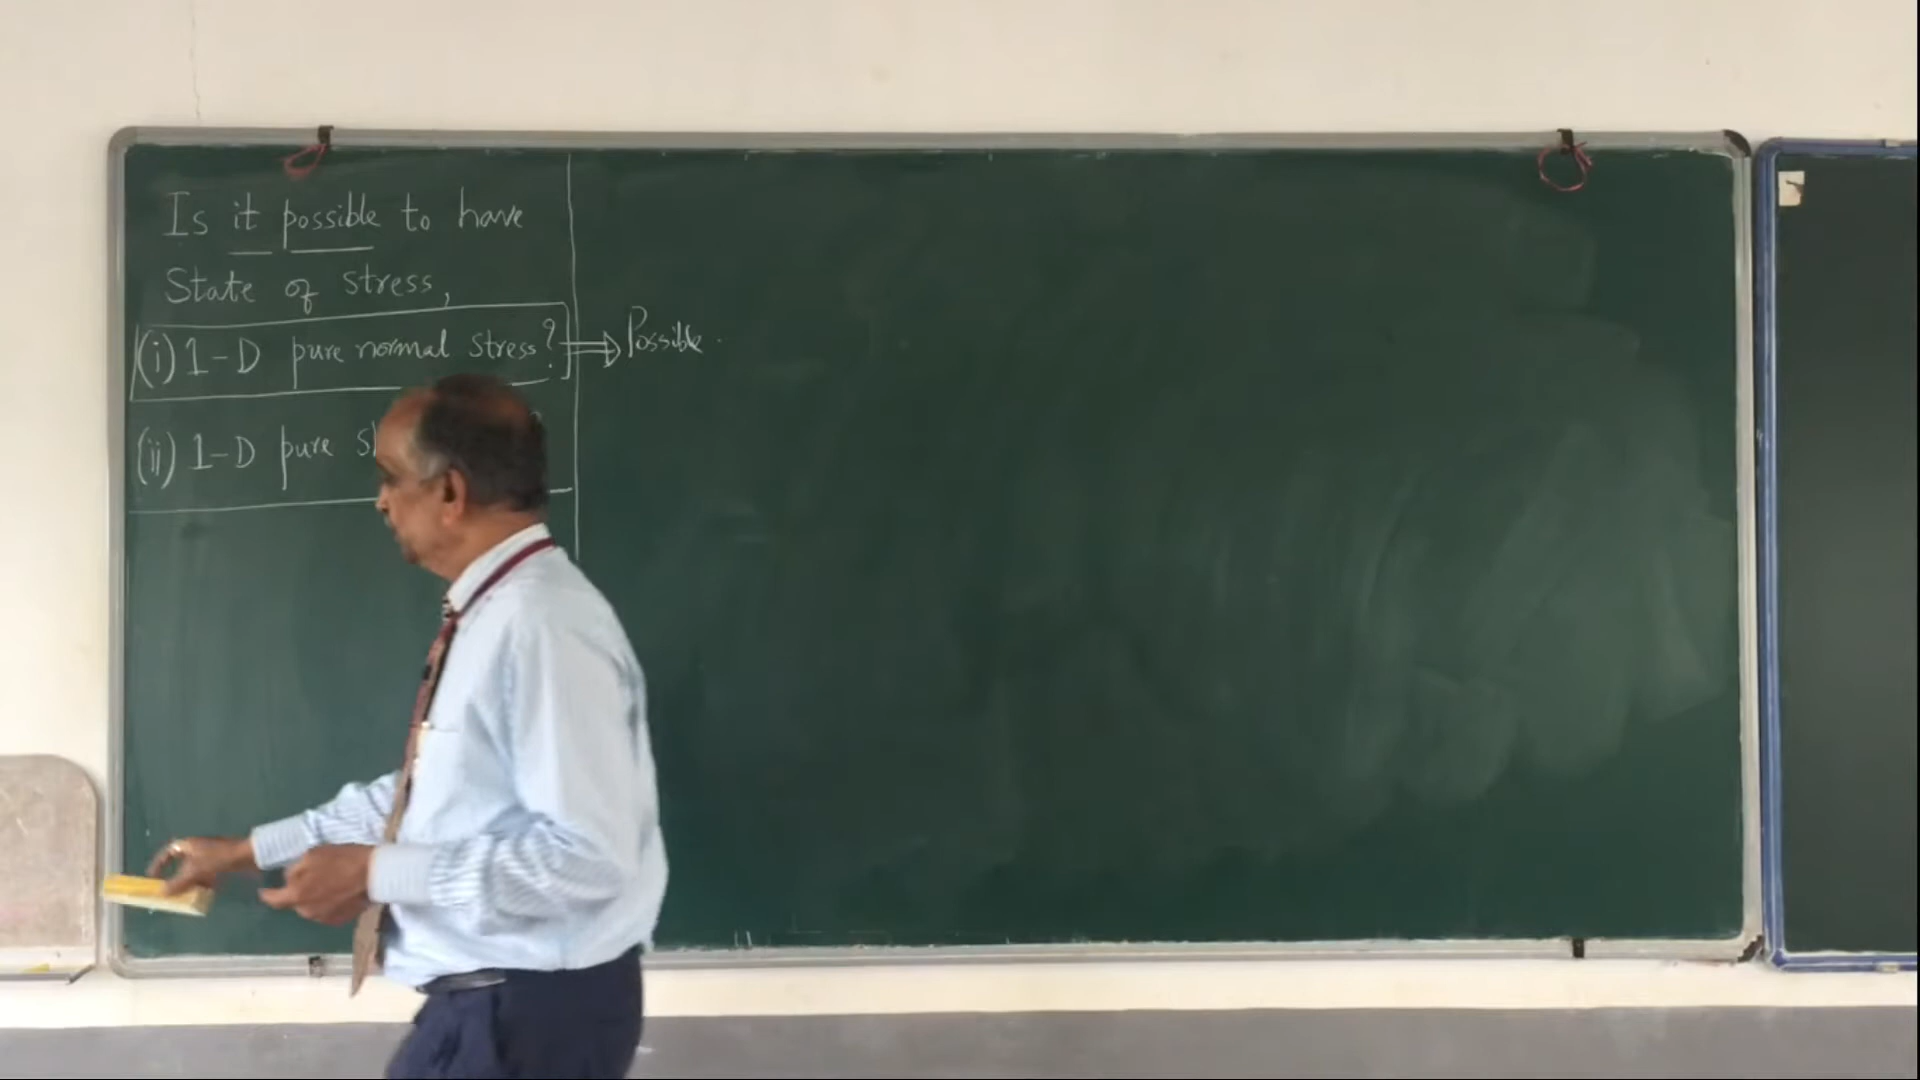 Is it possible to have
State of stress,
(i) 1-D pure normal stress? ⇒ Possible.
(ii) 1-D pure